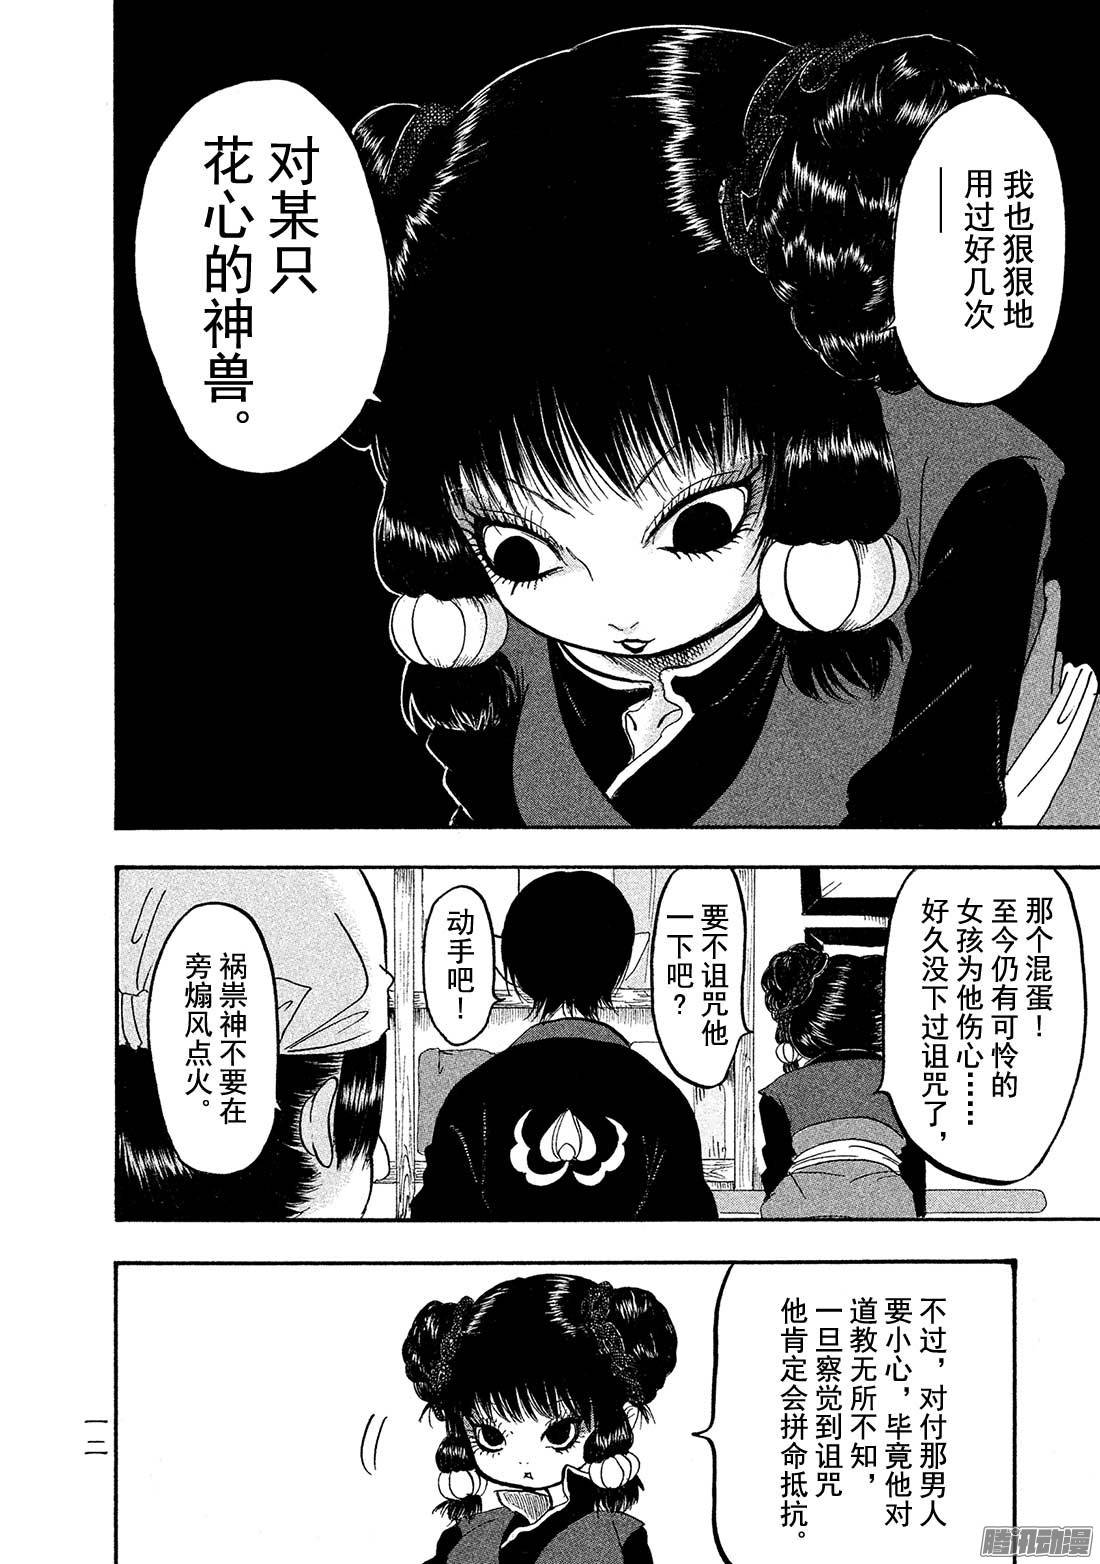 我也狠狠地
用过好几次
——
对某只
花心的神兽。
那个混蛋！
至今仍有可怜的
女孩为他伤心……
好久没下过诅咒了，
要不诅咒他
一下吧？
动手吧！
祸祟神不要在
旁煽风点火。
不过，对付那男人
要小心，毕竟他对
道教无所不知，
一旦察觉到诅咒
他肯定会拼命抵抗。
一二
腾讯动漫